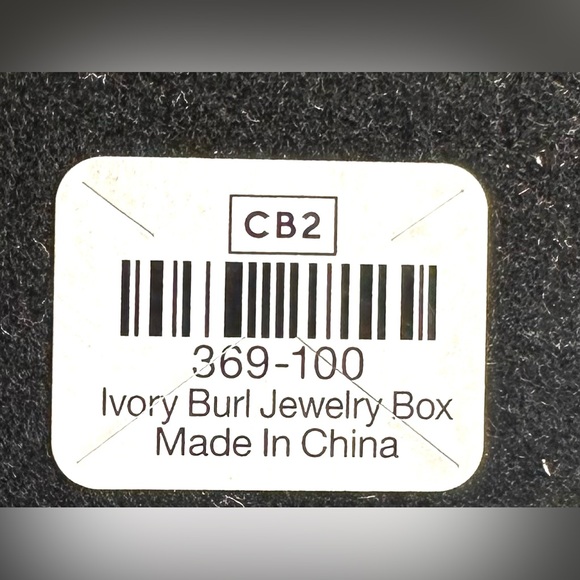 CB2
369-100
Ivory Burl Jewelry Box
Made In China